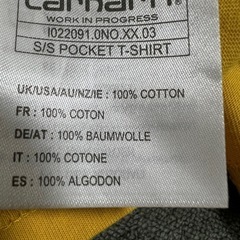 carhartt
WORK IN PROGRESS
I022091.0NO.XX.03
S/S POCKET T-SHIRT
UK/USA/AU/NZ/IE : 100% COTTON
FR : 100% COTON
DE/AT : 100% BAUMWOLLE
IT : 100% COTONE
ES : 100% ALGODON